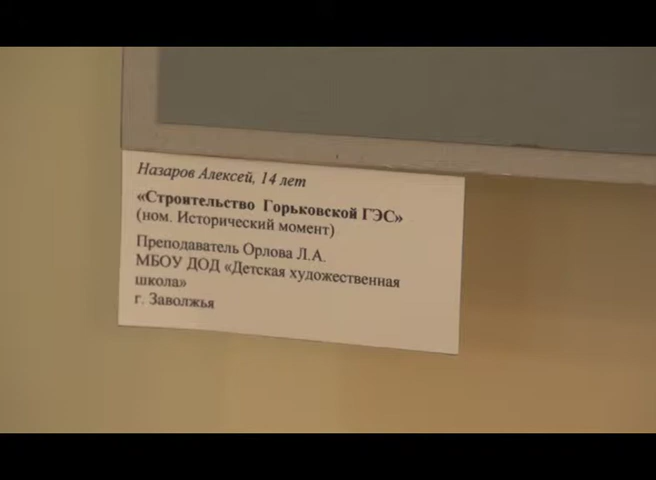 Назаров Алексей, 14 лет
«Строительство Горьковской ГЭС»
(ном. Исторический момент)
Преподаватель Орлова Л.А.
МБОУ ДОД «Детская художественная
школа»
г. Заволжья